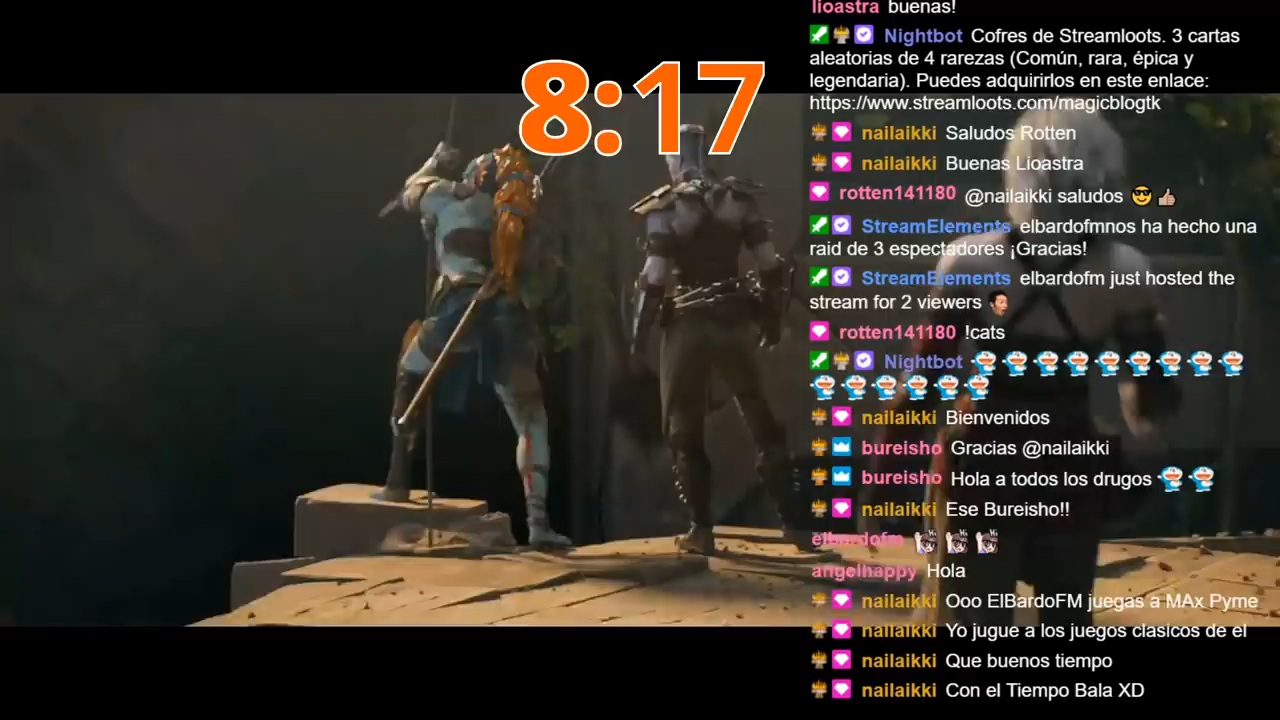 lioastra buenas!
Nightbot Cofres de Streamloots. 3 cartas
aleatorias de 4 rarezas (Común, rara, épica y
legendaria). Puedes adquirirlos en este enlace:
https://www.streamloots.com/magicblogtk
8:17
nailaikki Saludos Rotten
nailaikki Buenas Lioastra
rotten141180 @nailaikki saludos 😎👍
StreamElements elbardofmnos ha hecho una
raid de 3 espectadores ¡Gracias!
StreamElements elbardofm just hosted the
stream for 2 viewers
rotten141180 !cats
Nightbot
nailaikki Bienvenidos
bureisho Gracias @nailaikki
bureisho Hola a todos los drugos
nailaikki Ese Bureisho!!
elbardofm
angelhappy Hola
nailaikki Ooo ElBardoFM juegas a MAx Pyme
nailaikki Yo jugue a los juegos clasicos de el
nailaikki Que buenos tiempo
nailaikki Con el Tiempo Bala XD